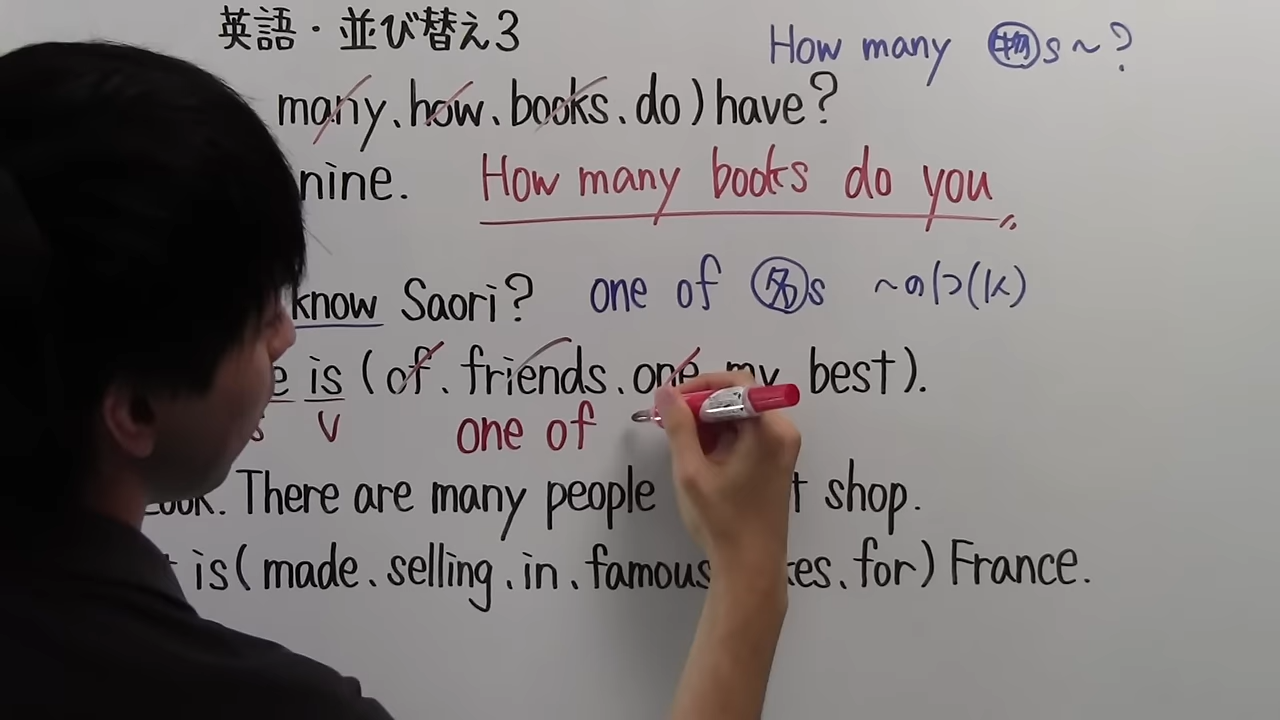 英語・並び替え3
How many 物s~?
many.how.books.do)have?
nine. How many books do you
know Saori? one of 名s ~の1つ(1人)
is (of.friends.one my best).
V one of
There are many people shop.
is(made.selling.in.famous for) France.